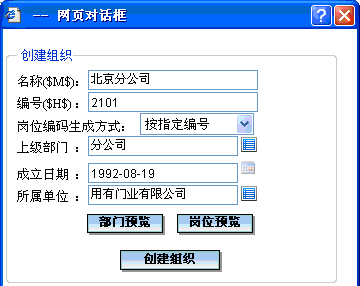 -- 网页对话框
创建组织
名称($M$)： 北京分公司
编号($H$)： 2101
岗位编码生成方式： 按指定编号
上级部门 ： 分公司
成立日期 ： 1992-08-19
所属单位 ： 用有门业有限公司
部门预览 岗位预览
创建组织